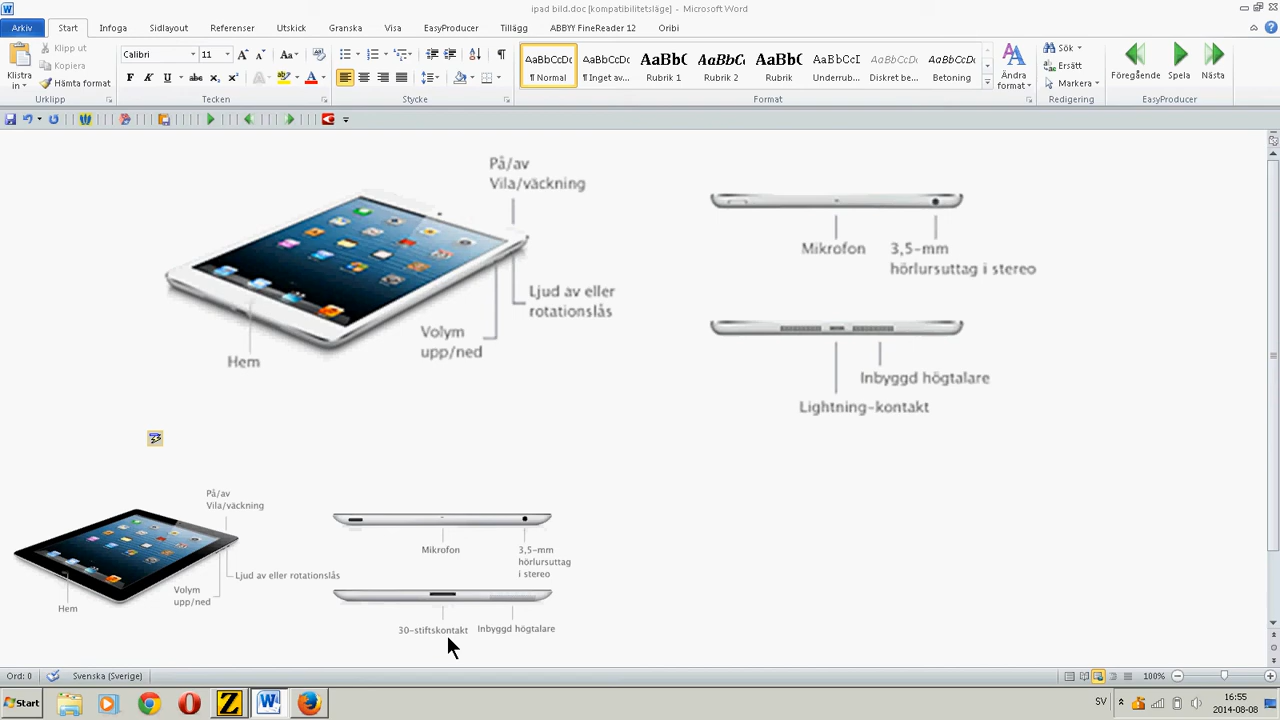 ipad bild.doc [kompatibilitetsläge] - Microsoft Word
Arkiv Start Infoga Sidlayout Referenser Utskick Granska Visa EasyProducer Tillägg ABBYY FineReader 12 Oribi
Klistra in
Klipp ut
Kopiera
Hämta format
Urklipp
Calibri 11
Tecken
Stycke
AaBbCcDc AaBbCcDc AaBbC AaBbCc AaBbC AaBbCcI AaBbCcDc AaBbCcDc
¶ Normal ¶ Inget av... Rubrik 1 Rubrik 2 Rubrik Underrub... Diskret be... Betoning
Format
Ändra format
Sök
Ersätt
Markera
Redigering
Föregående Spela Nästa
EasyProducer
På/av
Vila/väckning
Ljud av eller
rotationslås
Volym
upp/ned
Hem
Mikrofon
3,5-mm
hörlursuttag i stereo
Inbyggd högtalare
Lightning-kontakt
På/av
Vila/väckning
Ljud av eller rotationslås
Volym
upp/ned
Hem
Mikrofon
3,5-mm
hörlursuttag
i stereo
30-stiftskontakt
Inbyggd högtalare
Ord: 0 Svenska (Sverige) 100%
Start SV 16:55
2014-08-08